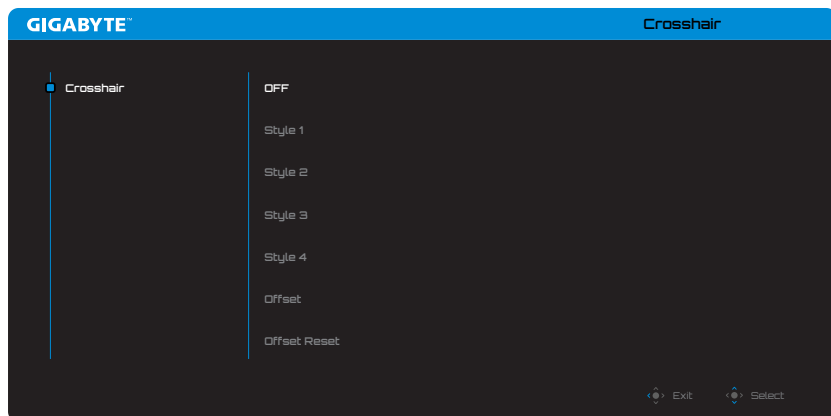 GIGABYTE™ Crosshair
Crosshair OFF
Style 1
Style 2
Style 3
Style 4
Offset
Offset Reset
Exit Select